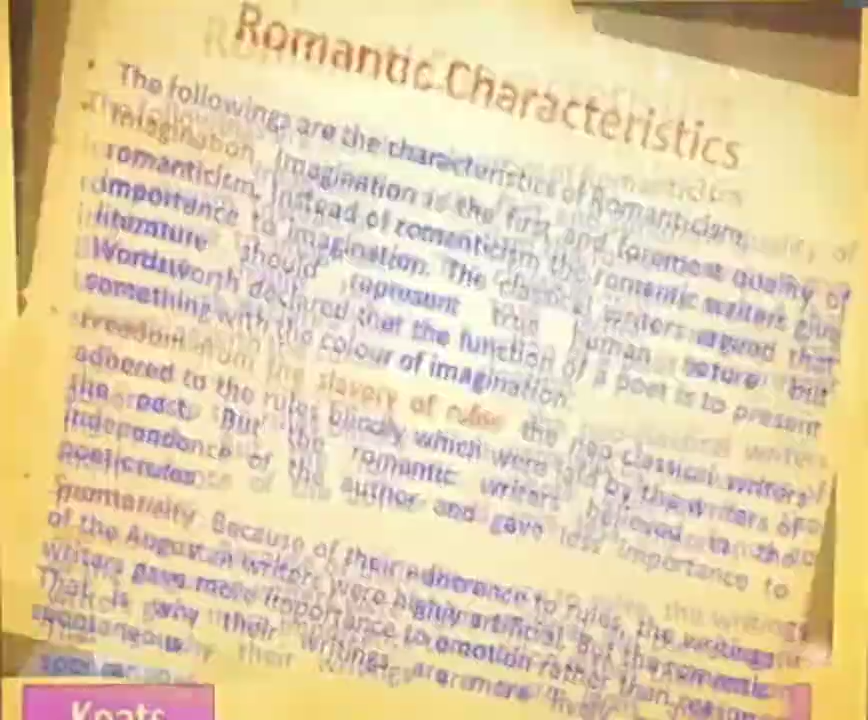 Romantic Characteristics
• The followings are the characteristics of Romanticism
imagination. Imagination is the first and foremost quality of
romanticism. Instead of romenticism the romantic writers give
importance to imagination. The classical writers argued that
literature should represent true human nature but
Wordsworth declared that the function of a poet is to present
something with the colour of imagination.
• Freedom from the slavery of rules the neo classical writers
adhered to the rules blindly which were laid by the writers of
the past. But the romantic writers believed in the
independence of the author and gave less importance to
poetic rules
Because of their adherence to rules, the writings
of the Augustan writers were highly artificial. But the romantic
writers gave more importance to emotion rather than reason
That is why their writings are more lively
Keats